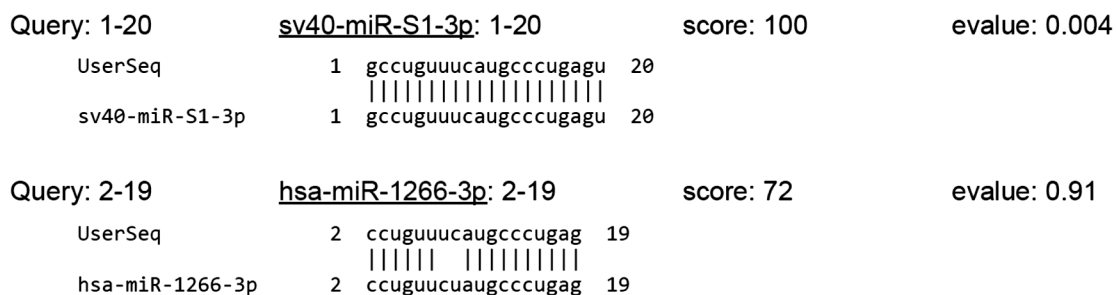 Query: 1-20 sv40-miR-S1-3p: 1-20 score: 100 evalue: 0.004
UserSeq 1 gccuguuucaugcccugagu 20
||||||||||||||||||||
sv40-miR-S1-3p 1 gccuguuucaugcccugagu 20
Query: 2-19 hsa-miR-1266-3p: 2-19 score: 72 evalue: 0.91
UserSeq 2 ccuguuucaugcccugag 19
|||||| ||||||||||
hsa-miR-1266-3p 2 ccuguucuaugcccugag 19